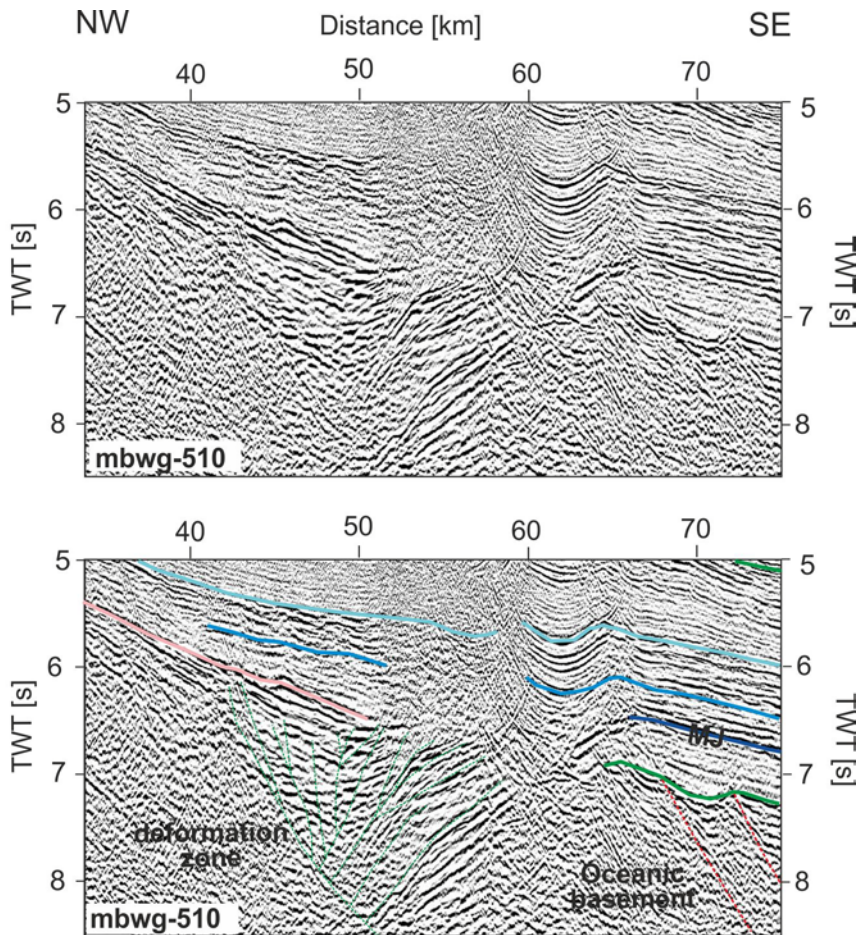 NW Distance [km] SE
40 50 60 70
5 5
6 6
TWT [s] TWT [s]
7 7
8 8
mbwg-510
40 50 60 70
5 5
6 6
TWT [s] TWT [s]
MJ
7 7
deformation
zone
8 Oceanic 8
basement
mbwg-510